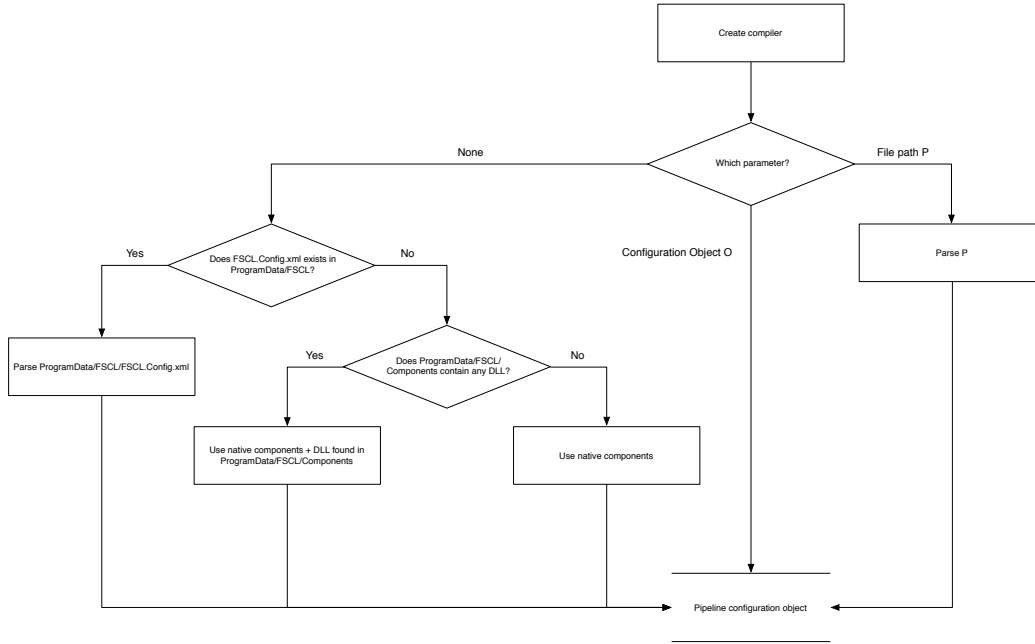 Create compiler
Which parameter?
None
File path P
Configuration Object O
Parse P
Does FSCL.Config.xml exists in
ProgramData/FSCL?
Yes
No
Parse ProgramData/FSCL/FSCL.Config.xml
Does ProgramData/FSCL/
Components contain any DLL?
Yes
No
Use native components + DLL found in
ProgramData/FSCL/Components
Use native components
Pipeline configuration object